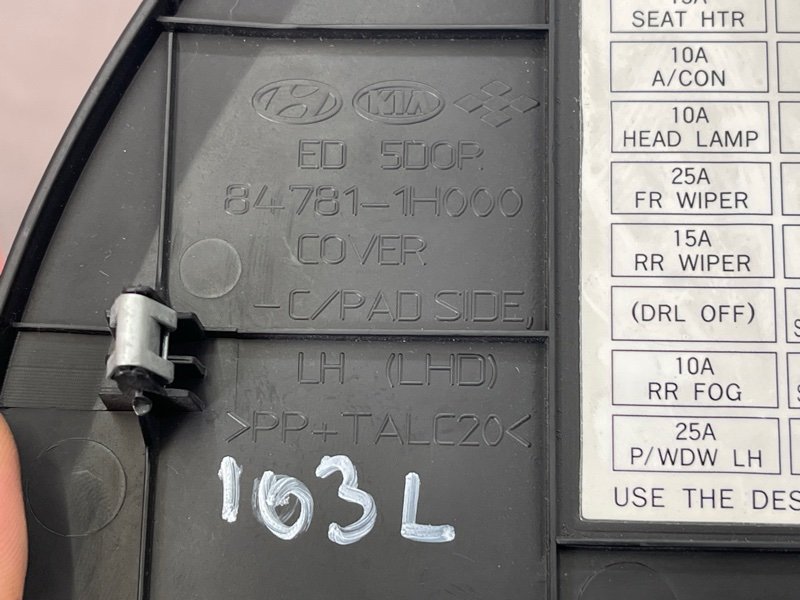 KIA
ED 5DOR
84781-1H000
COVER
-C/PAD SIDE,
LH (LHD)
>PP+TALC20<
103L
SEAT HTR
10A
A/CON
10A
HEAD LAMP
25A
FR WIPER
15A
RR WIPER
(DRL OFF)
10A
RR FOG
25A
P/WDW LH
USE THE DES